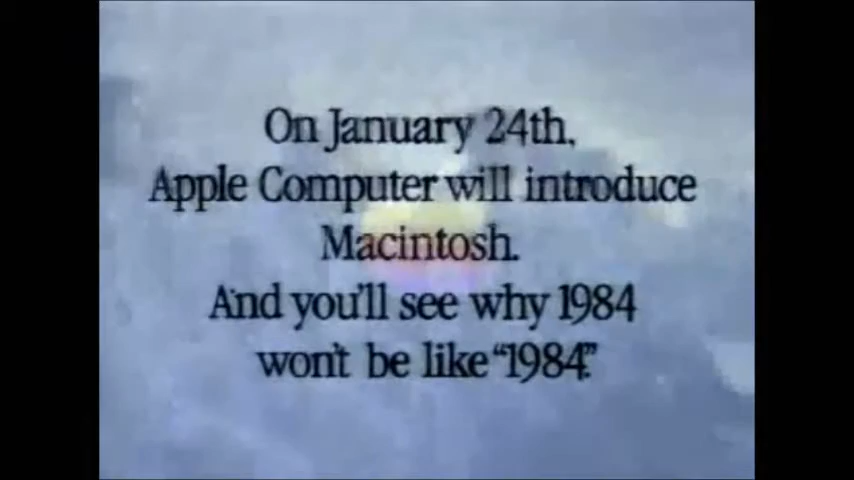 On January 24th,
Apple Computer will introduce
Macintosh.
And you'll see why 1984
won't be like "1984."